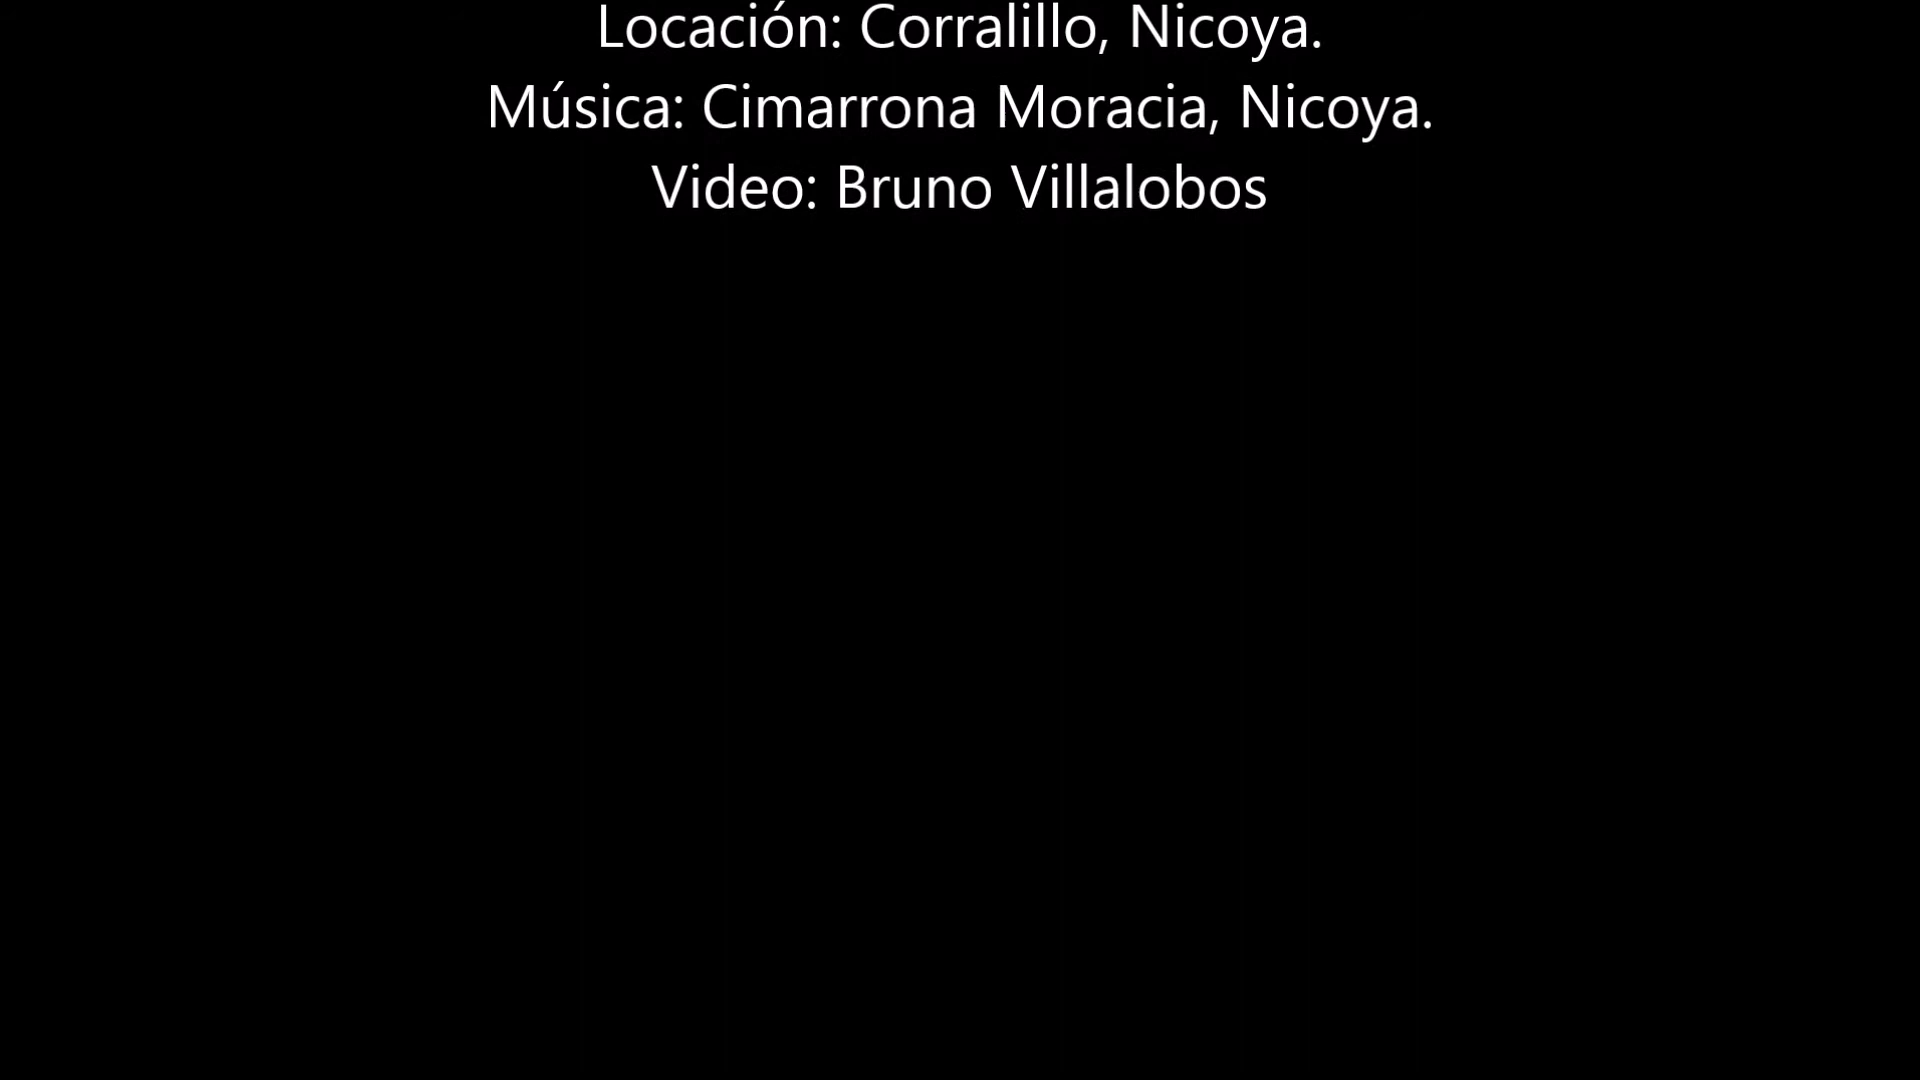 Locación: Corralillo, Nicoya.
Música: Cimarrona Moracia, Nicoya.
Video: Bruno Villalobos